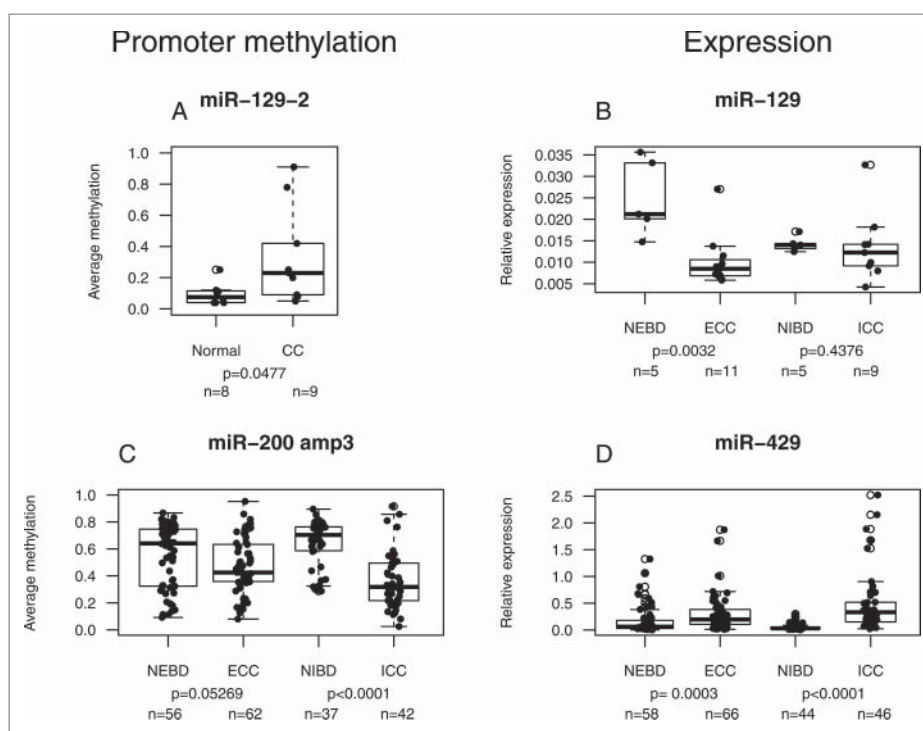 Promoter methylation
Expression
A
miR-129-2
Average methylation
1.0
0.8
0.6
0.4
0.2
0.0
Normal CC
p=0.0477
n=8 n=9
B
miR-129
Relative expression
0.035
0.025
0.020
0.015
0.010
0.005
NEBD ECC NIBD ICC
p=0.0032 p=0.4376
n=5 n=11 n=5 n=9
C
miR-200 amp3
Average methylation
1.0
0.8
0.6
0.4
0.2
0.0
NEBD ECC NIBD ICC
p=0.05269 p<0.0001
n=56 n=62 n=37 n=42
D
miR-429
Relative expression
2.5
2.0
1.5
1.0
0.5
0.0
NEBD ECC NIBD ICC
p= 0.0003 p<0.0001
n=58 n=66 n=44 n=46